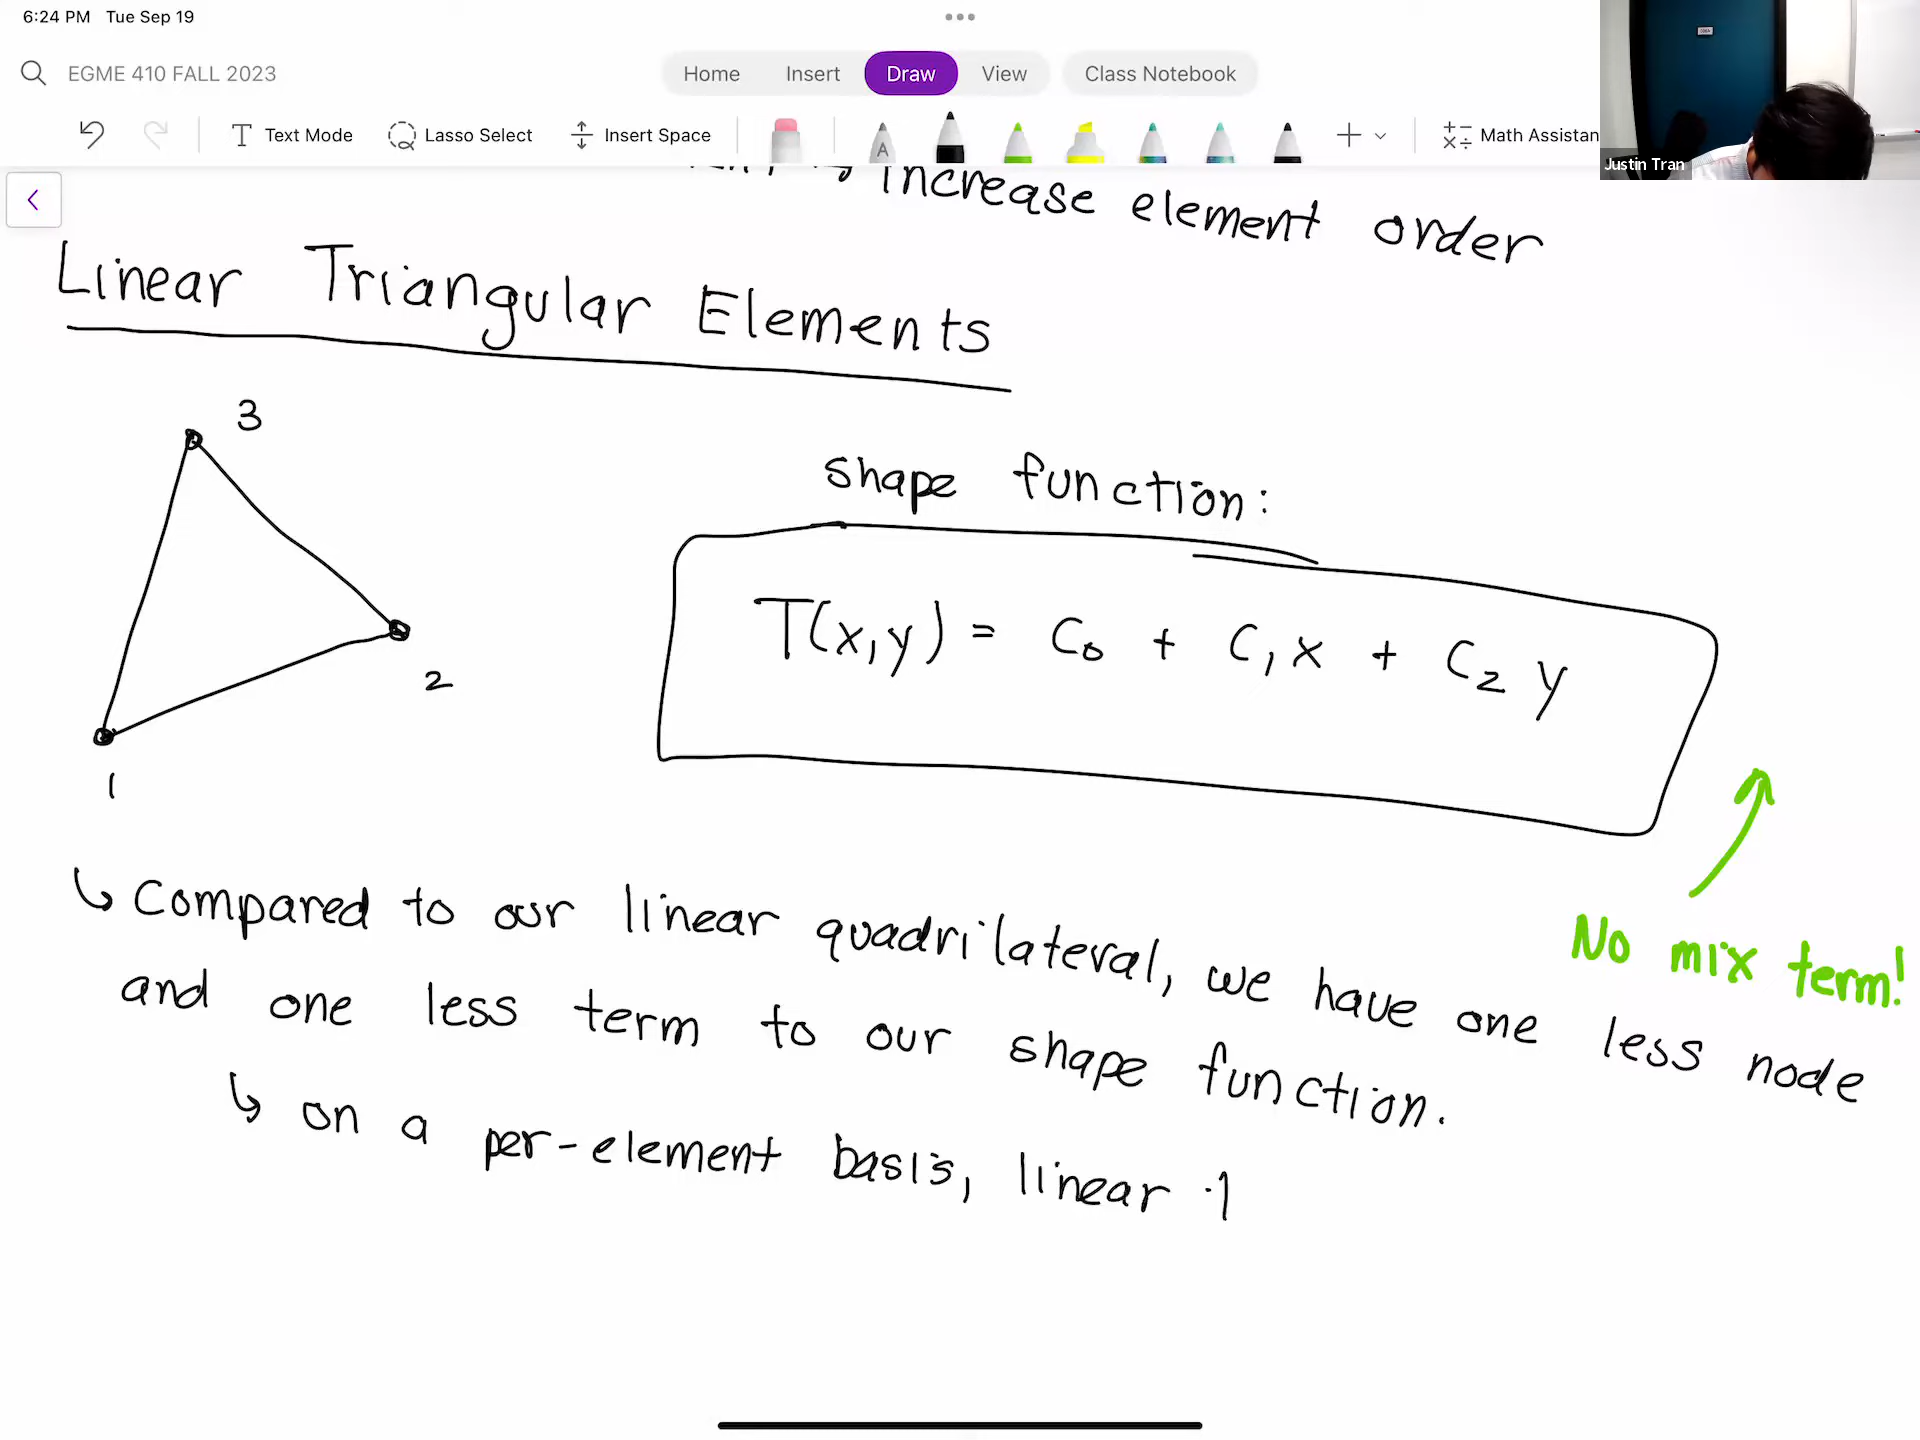 6:24 PM Tue Sep 19
EGME 410 FALL 2023
Home Insert Draw View Class Notebook
Text Mode Lasso Select Insert Space A Math Assistan
Justin Tran
increase element order
Linear Triangular Elements
3
2
1
shape function:
T(x,y) = C₀ + C₁x + C₂y
No mix term!
↳ Compared to our linear quadrilateral, we have one less node
and one less term to our shape function.
↳ on a per-element basis, linear